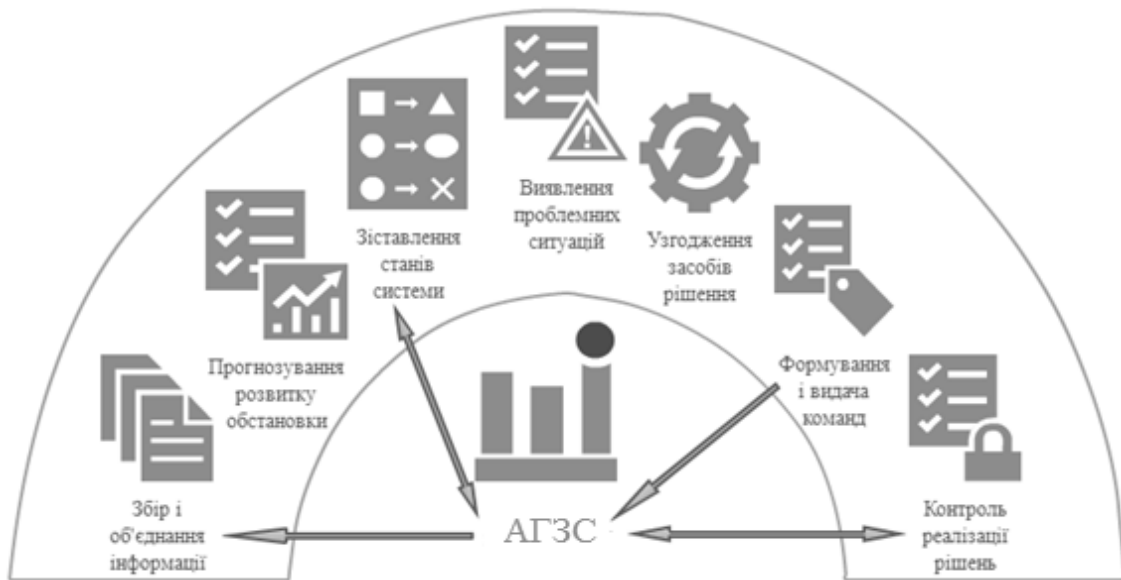 Збір і
об'єднання
інформації
Прогнозування
розвитку
обстановки
Зіставлення
станів
системи
Виявлення
проблемних
ситуацій
Узгодження
засобів
рішення
Формування
і видача
команд
Контроль
реалізації
рішень
АГЗС